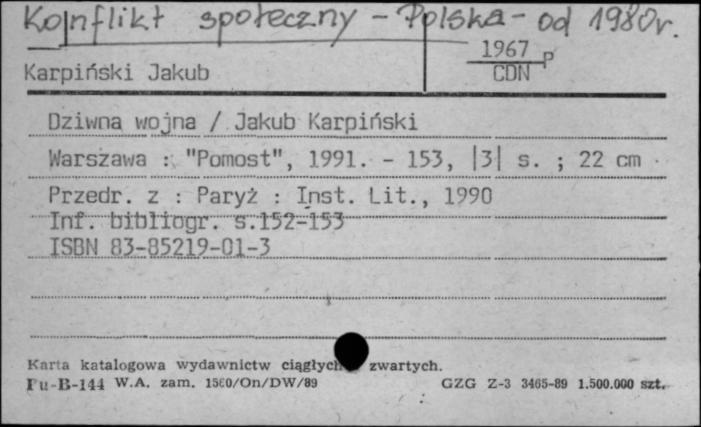 Konflikt społeczny - Polska - od 1980r.
1967 P
Karpiński Jakub
CDN
Dziwna wojna / Jakub Karpiński
Warszawa : "Pomost", 1991. - 153, |3| s. ; 22 cm
Przedr. z : Paryż : Inst. Lit., 1990
Inf. bibliogr. s.152-153
ISBN 83-85219-01-3
Karta katalogowa wydawnictw ciągłych zwartych.
Pu-B-144 W.A. zam. 1560/On/DW/89 GZG Z-3 3465-89 1.500.000 szt.